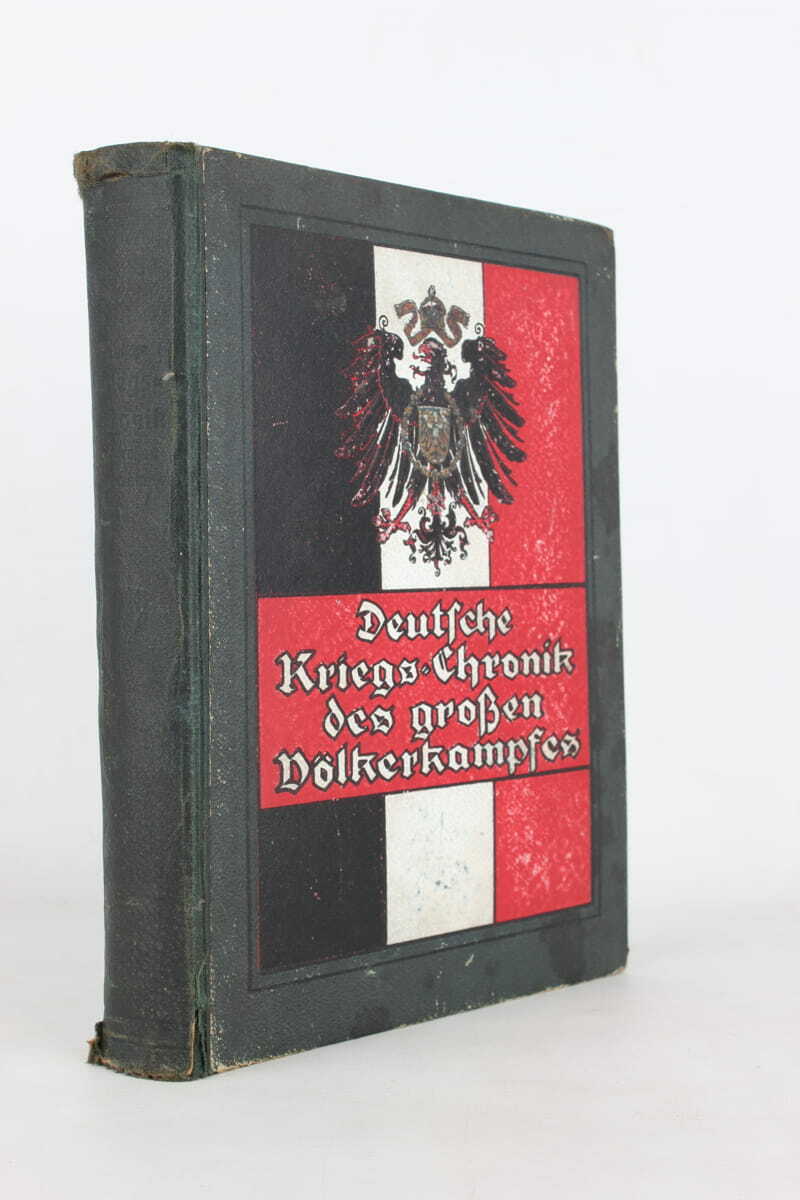 Deutsche
Kriegs-Chronik
des großen
Völkerkampfes